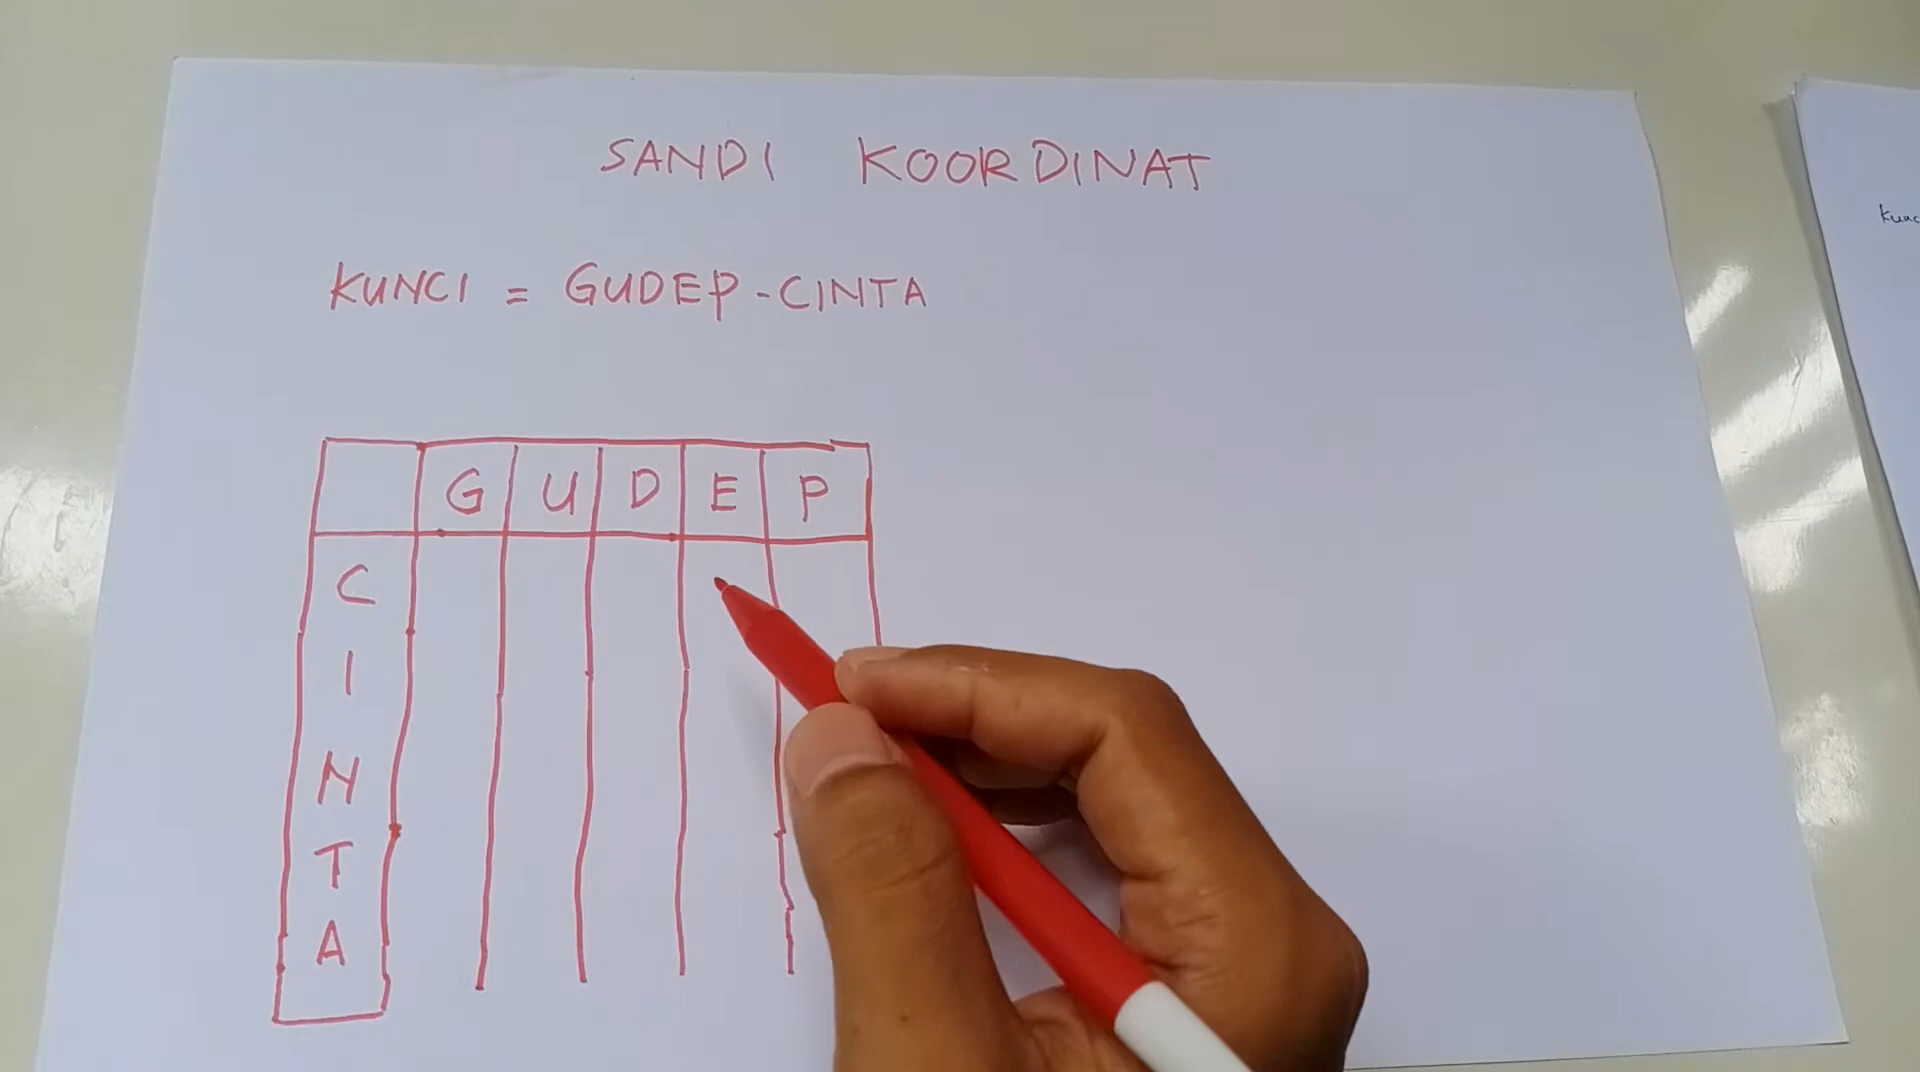 SANDI KOORDINAT
KUNCI = GUDEP - CINTA
G U D E P
C
I
N
T
A